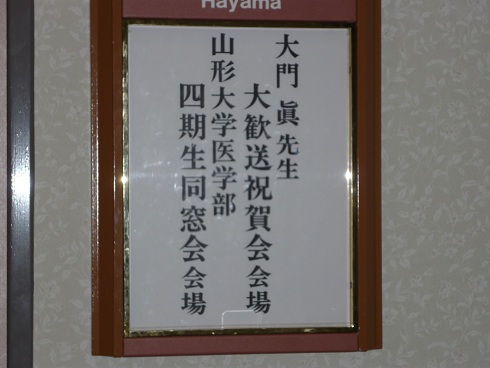 Hayama
大門 眞 先生
大歓送祝賀会会場
山形大学医学部
四期生同窓会会場